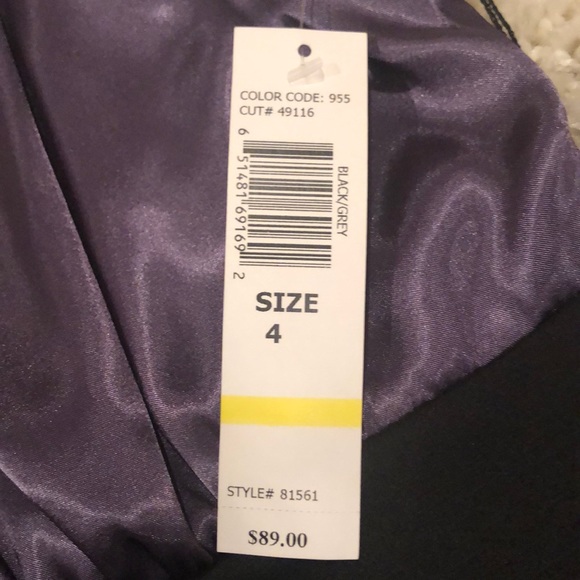 COLOR CODE: 955
CUT# 49116
BLACK/GREY
6 51481 69169 2
SIZE
4
STYLE# 81561
$89.00